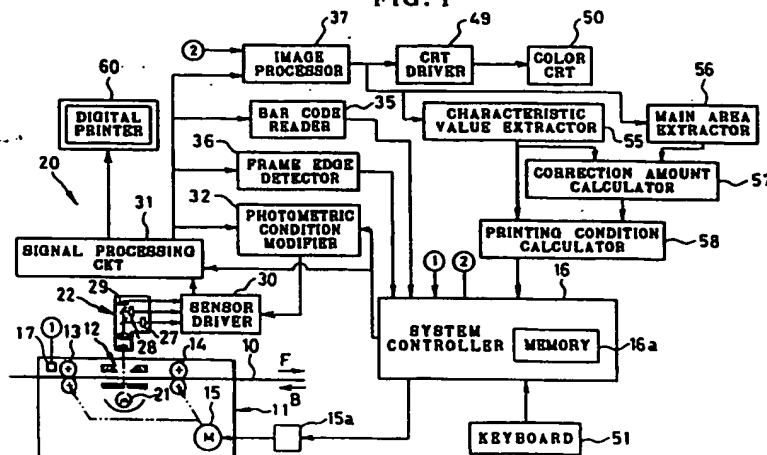 FIG. 1
37
49
50
2
IMAGE
PROCESSOR
CRT
DRIVER
COLOR
CRT
60
DIGITAL
PRINTER
35
BAR CODE
READER
CHARACTERISTIC
VALUE EXTRACTOR
55
56
MAIN AREA
EXTRACTOR
36
FRAME EDGE
DETECTOR
CORRECTION AMOUNT
CALCULATOR
57
20
31
32
PHOTOMETRIC
CONDITION
MODIFIER
PRINTING CONDITION
CALCULATOR
58
SIGNAL PROCESSING
CKT
30
SENSOR
DRIVER
29
22
27
28
1
2
16
SYSTEM
CONTROLLER
MEMORY
16a
17
1
13
12
14
10
F
B
21
11
15
M
15a
KEYBOARD
51